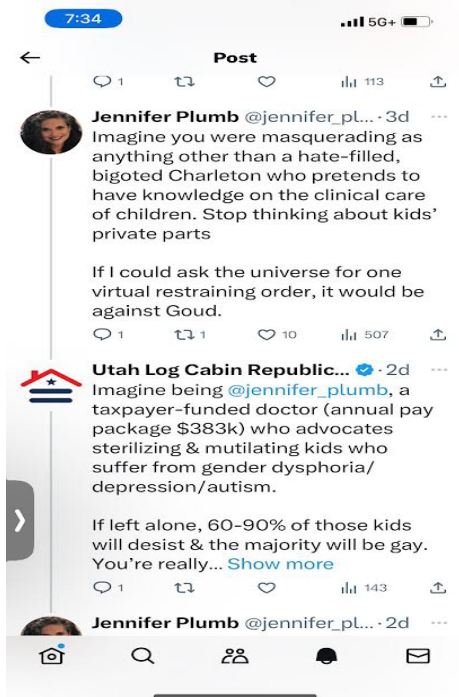 7:34
5G+
Post
1
113
Jennifer Plumb @jennifer_pl... · 3d
Imagine you were masquerading as
anything other than a hate-filled,
bigoted Charleton who pretends to
have knowledge on the clinical care
of children. Stop thinking about kids'
private parts
If I could ask the universe for one
virtual restraining order, it would be
against Goud.
1 1 10 507
Utah Log Cabin Republic... · 2d
Imagine being @jennifer_plumb, a
taxpayer-funded doctor (annual pay
package $383k) who advocates
sterilizing & mutilating kids who
suffer from gender dysphoria/
depression/autism.
If left alone, 60-90% of those kids
will desist & the majority will be gay.
You're really... Show more
1 143
Jennifer Plumb @jennifer_pl... · 2d